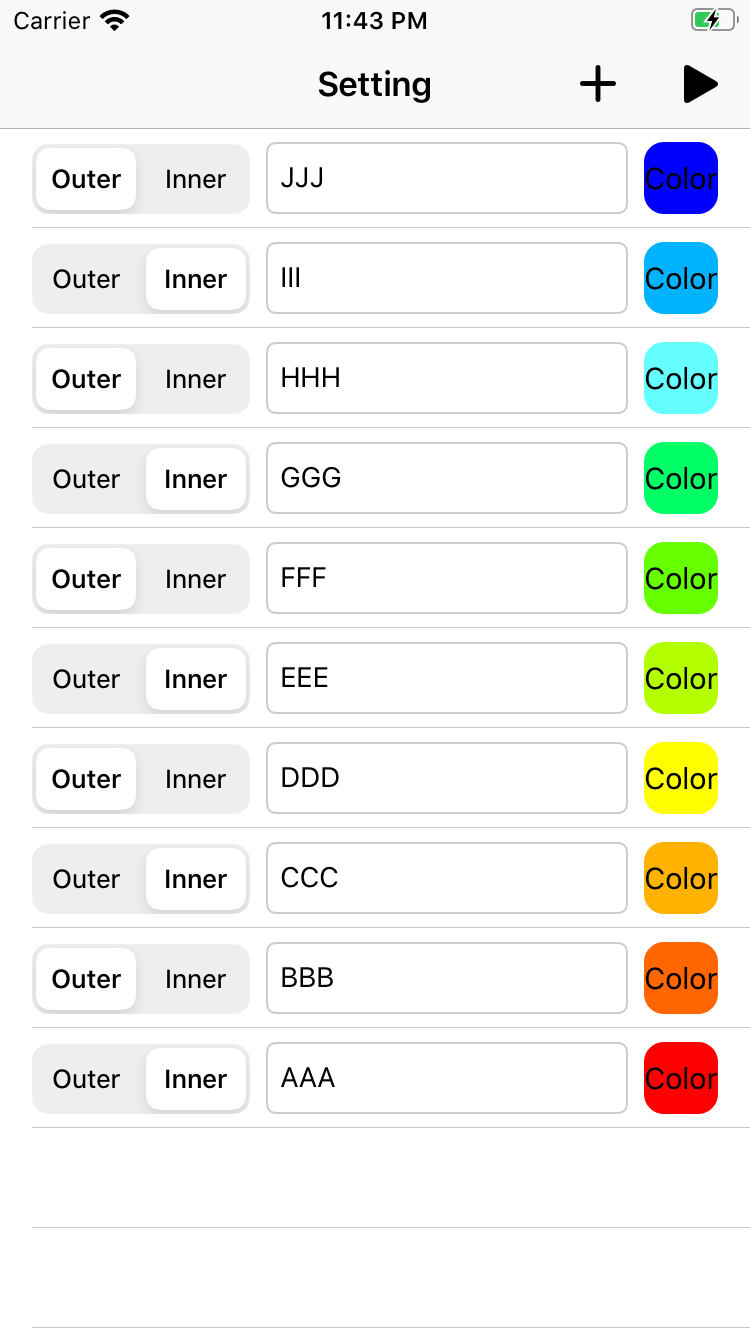 Carrier 11:43 PM
Setting
Outer Inner JJJ Color
Outer Inner III Color
Outer Inner HHH Color
Outer Inner GGG Color
Outer Inner FFF Color
Outer Inner EEE Color
Outer Inner DDD Color
Outer Inner CCC Color
Outer Inner BBB Color
Outer Inner AAA Color